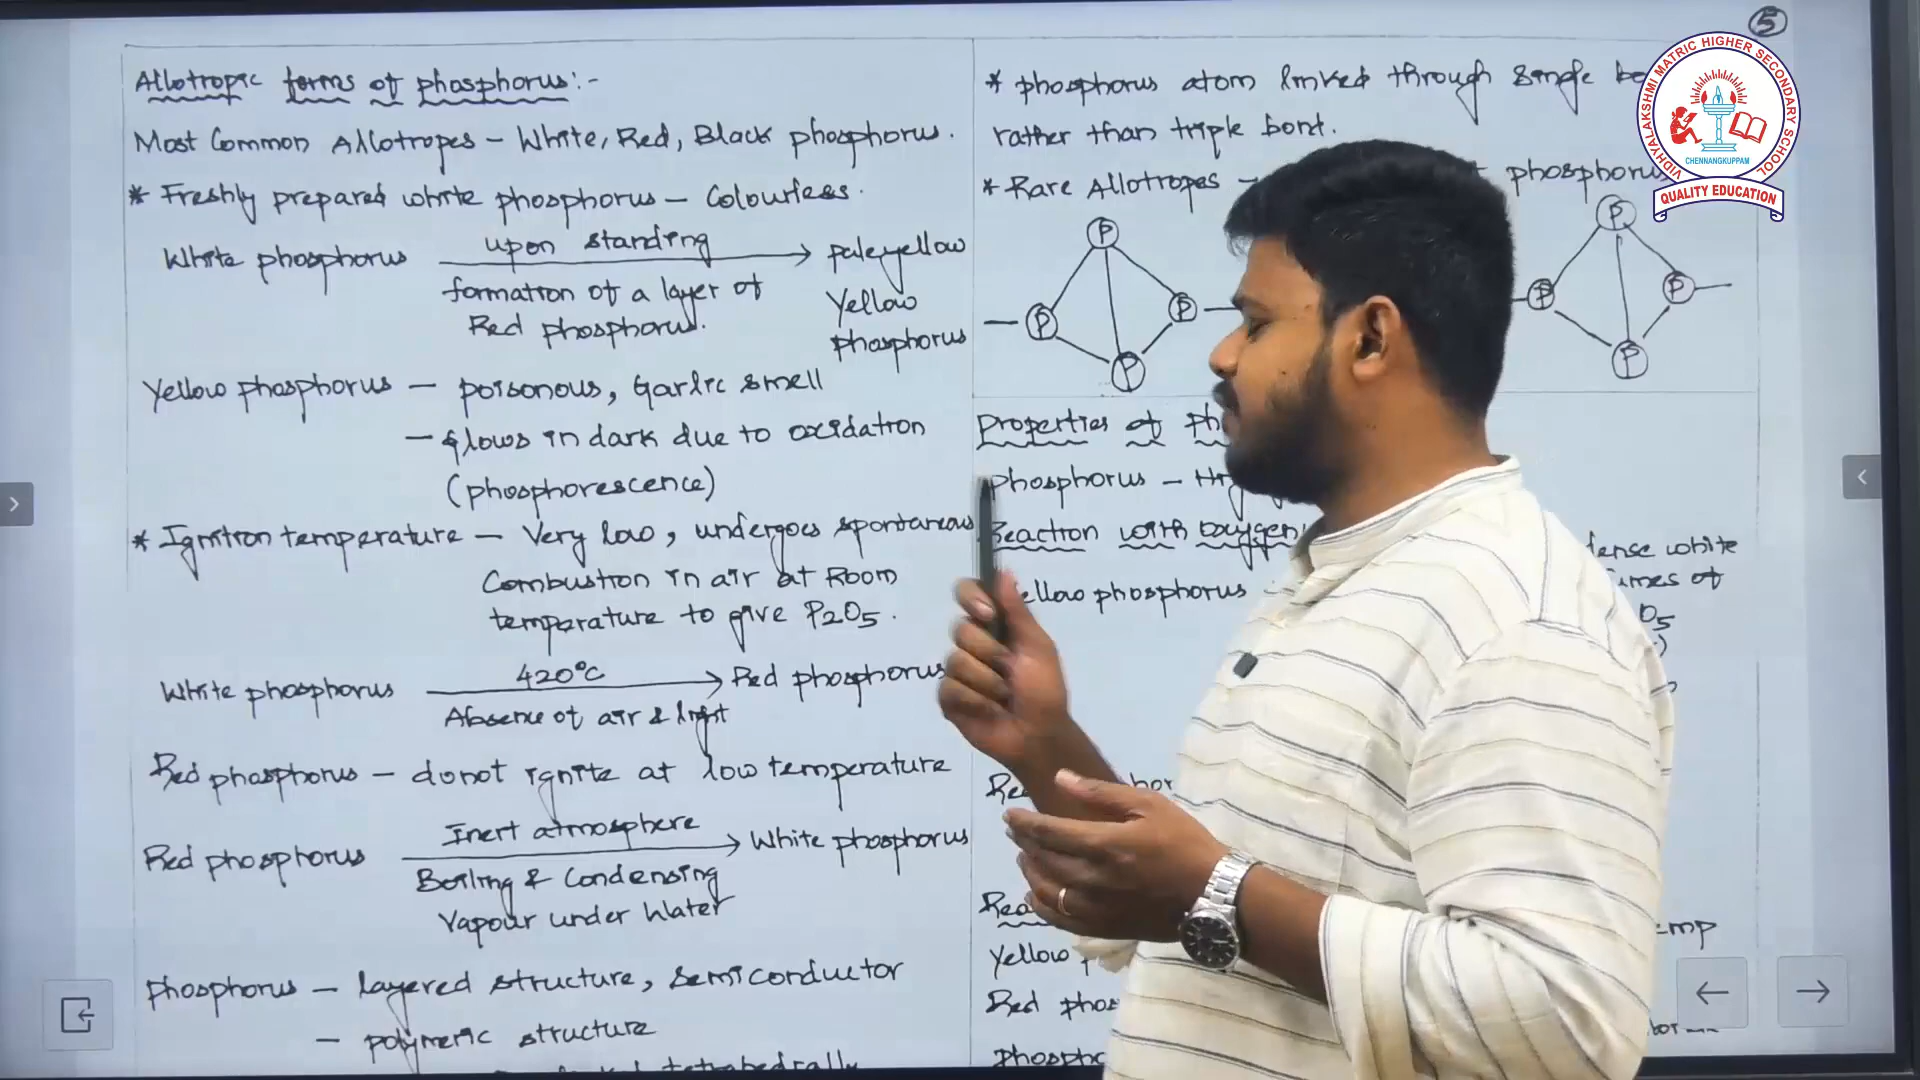 5
Allotropic forms of phosphorus:-
Most Common Allotropes - White, Red, Black phosphorus.
* Freshly prepared white phosphorus - Colourless.
White phosphorus upon standing → pale yellow
formation of a layer of Red phosphorus.
Yellow phosphorus
Yellow phosphorus - poisonous, Garlic smell
- glows in dark due to oxidation
(phosphorescence)
* Ignition temperature - Very low, undergoes spontaneous
Combustion in air at Room
temperature to give P2O5.
White phosphorus 420°C → Red phosphorus
Absence of air & light
Red phosphorus - donot ignite at low temperature
Red phosphorus Inert atmosphere → White phosphorus
Boiling & Condensing
Vapour under Water
phosphorus - layered structure, semiconductor
- polymeric structure
tetrahedrally
* phosphorus atom linked through single
rather than triple bont.
* Rare Allotropes - phosphorus
P P P P
P P P P
Properties of
phosphorus -
Reaction with oxygen
Yellow phosphorus
white
of
Yellow
Red
VIDHYALAKSHMI MATRIC HIGHER SECONDARY SCHOOL
CHENNANGKUPPAM
QUALITY EDUCATION